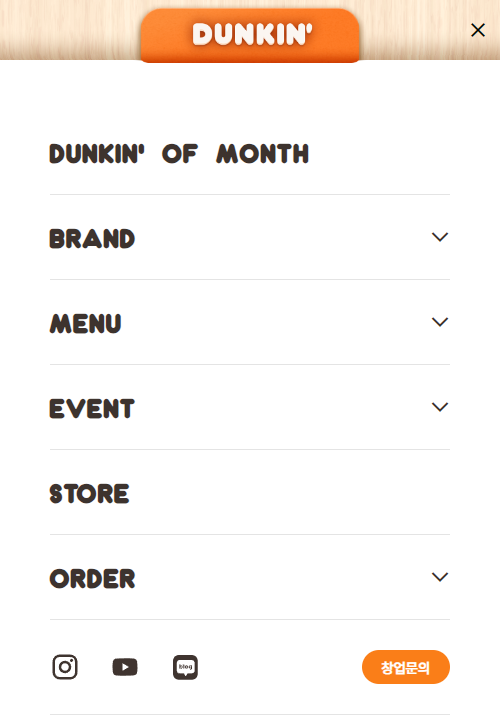 DUNKIN'
DUNKIN' OF MONTH
BRAND
MENU
EVENT
STORE
ORDER
blog
창업문의